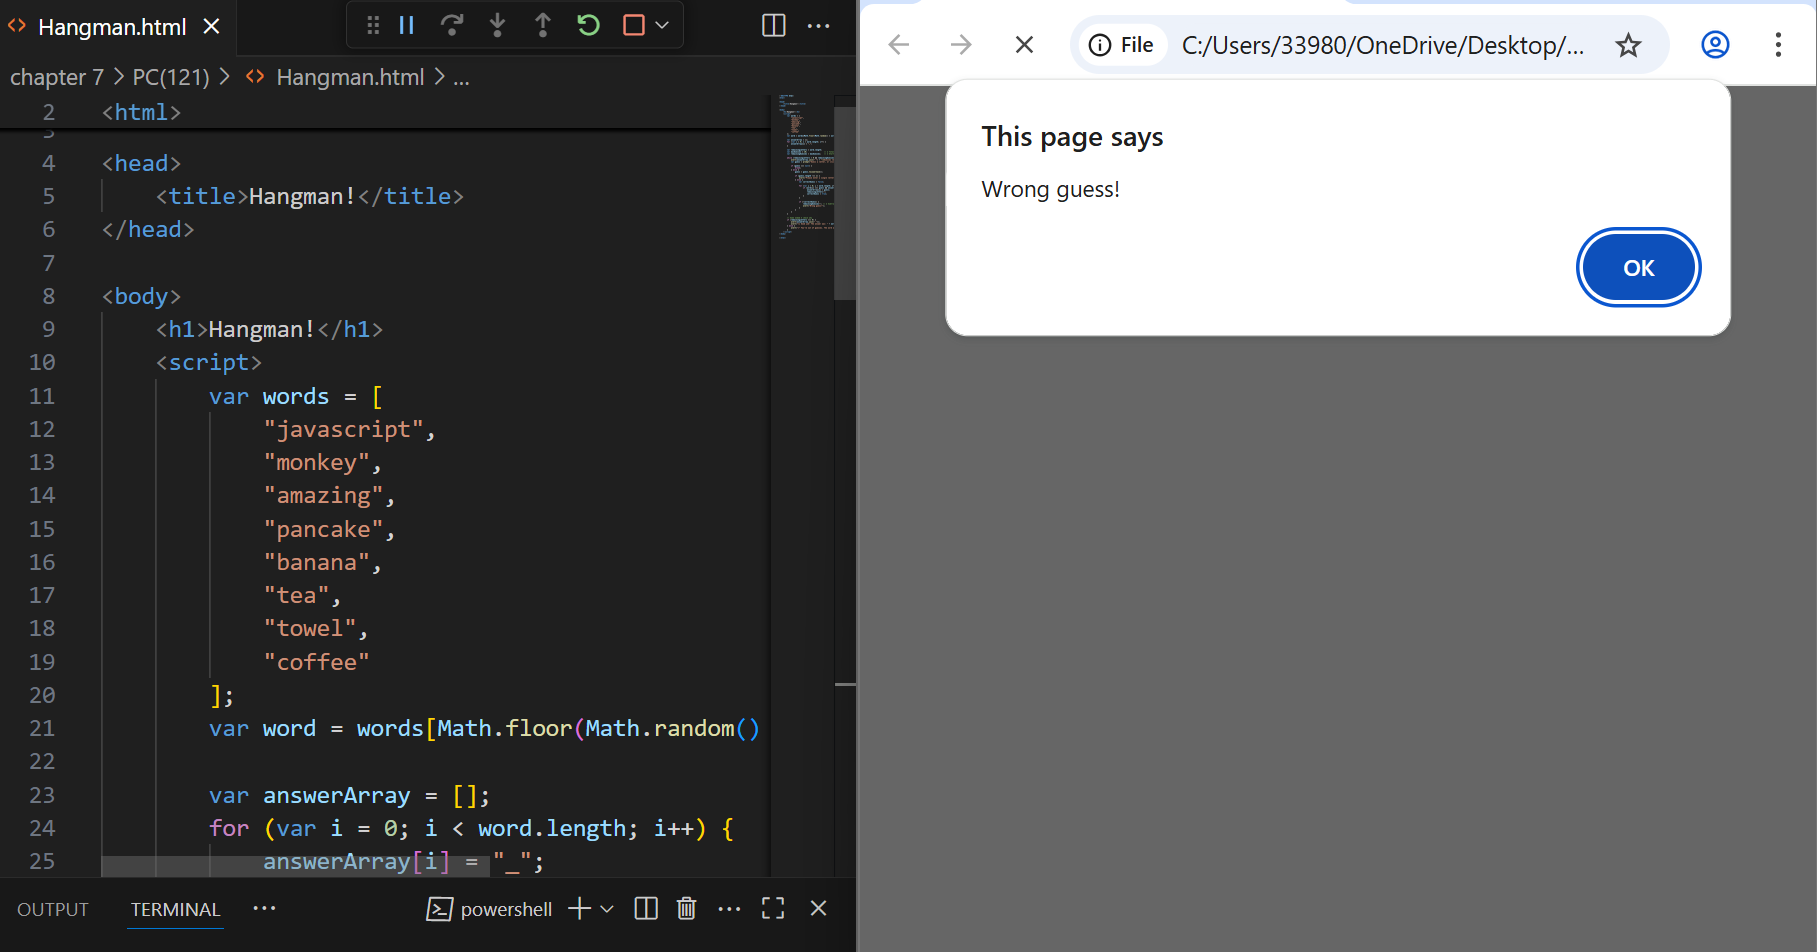 Hangman.html
chapter 7 > PC(121) > Hangman.html > ...
2 <html>
3
4 <head>
5 <title>Hangman!</title>
6 </head>
7
8 <body>
9 <h1>Hangman!</h1>
10 <script>
11 var words = [
12 "javascript",
13 "monkey",
14 "amazing",
15 "pancake",
16 "banana",
17 "tea",
18 "towel",
19 "coffee"
20 ];
21 var word = words[Math.floor(Math.random()
22
23 var answerArray = [];
24 for (var i = 0; i < word.length; i++) {
25 answerArray[i] = "_";
OUTPUT TERMINAL ... powershell
File C:/Users/33980/OneDrive/Desktop/...
This page says
Wrong guess!
OK